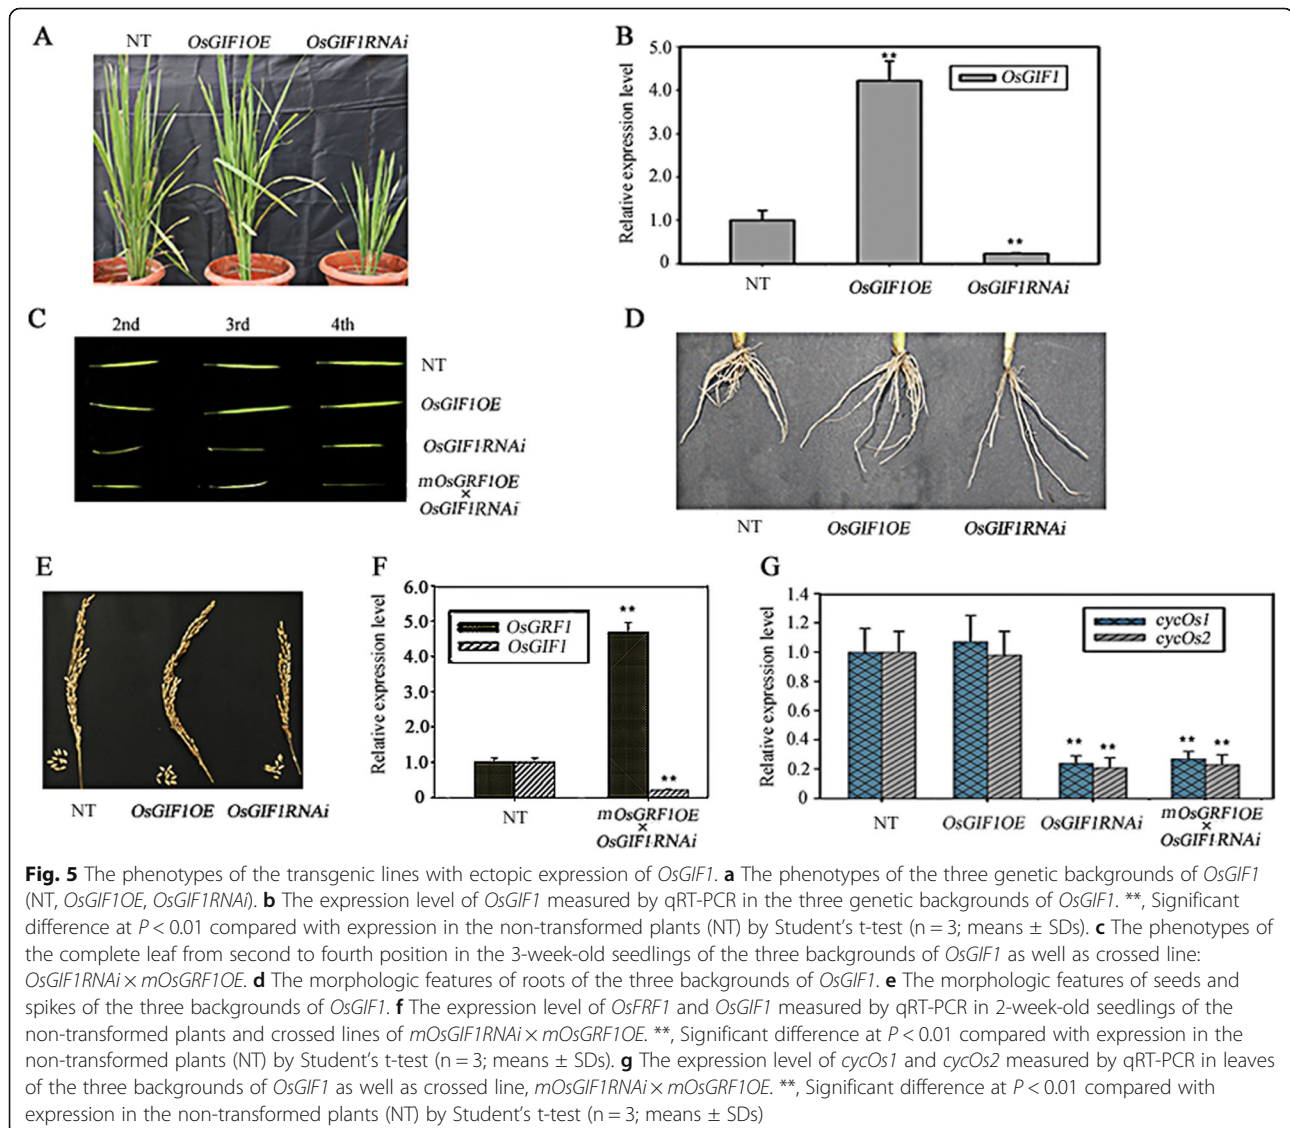 A
NT OsGIF1OE OsGIF1RNAi
B
Relative expression level
5.0
4.0
3.0
2.0
1.0
0
**
**
OsGIF1
NT OsGIF1OE OsGIF1RNAi
C
2nd 3rd 4th
NT
OsGIF1OE
OsGIF1RNAi
mOsGRF1OE
×
OsGIF1RNAi
D
NT OsGIF1OE OsGIF1RNAi
E
NT OsGIF1OE OsGIF1RNAi
F
Relative expression level
6.0
5.0
4.0
3.0
2.0
1.0
0
OsGRF1
OsGIF1
**
**
NT mOsGRF1OE
×
OsGIF1RNAi
G
Relative expression level
1.4
1.2
1.0
0.8
0.6
0.4
0.2
0
cycOs1
cycOs2
** **
** **
NT OsGIF1OE OsGIF1RNAi mOsGRF1OE
×
OsGIF1RNAi
Fig. 5 The phenotypes of the transgenic lines with ectopic expression of OsGIF1. a The phenotypes of the three genetic backgrounds of OsGIF1
(NT, OsGIF1OE, OsGIF1RNAi). b The expression level of OsGIF1 measured by qRT-PCR in the three genetic backgrounds of OsGIF1. **, Significant
difference at P < 0.01 compared with expression in the non-transformed plants (NT) by Student's t-test (n = 3; means ± SDs). c The phenotypes of
the complete leaf from second to fourth position in the 3-week-old seedlings of the three backgrounds of OsGIF1 as well as crossed line:
OsGIF1RNAi × mOsGRF1OE. d The morphologic features of roots of the three backgrounds of OsGIF1. e The morphologic features of seeds and
spikes of the three backgrounds of OsGIF1. f The expression level of OsFRF1 and OsGIF1 measured by qRT-PCR in 2-week-old seedlings of the
non-transformed plants and crossed lines of mOsGIF1RNAi × mOsGRF1OE. **, Significant difference at P < 0.01 compared with expression in the
non-transformed plants (NT) by Student's t-test (n = 3; means ± SDs). g The expression level of cycOs1 and cycOs2 measured by qRT-PCR in leaves
of the three backgrounds of OsGIF1 as well as crossed line, mOsGIF1RNAi × mOsGRF1OE. **, Significant difference at P < 0.01 compared with
expression in the non-transformed plants (NT) by Student's t-test (n = 3; means ± SDs)